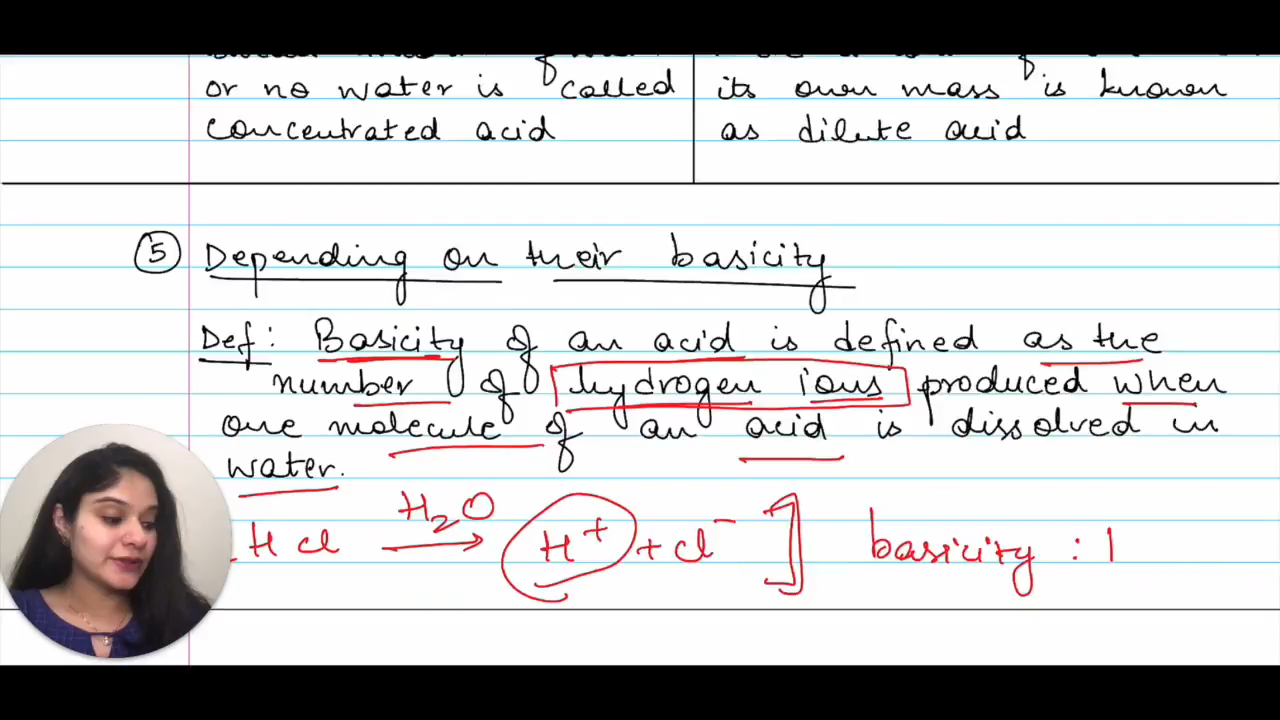 or no water is called
concentrated acid
its own mass is known
as dilute acid
5 Depending on their basicity
Def: Basicity of an acid is defined as the
number of hydrogen ions produced when
one molecule of an acid is dissolved in
water.
HCl H2O → H+ + Cl- ] basicity : 1